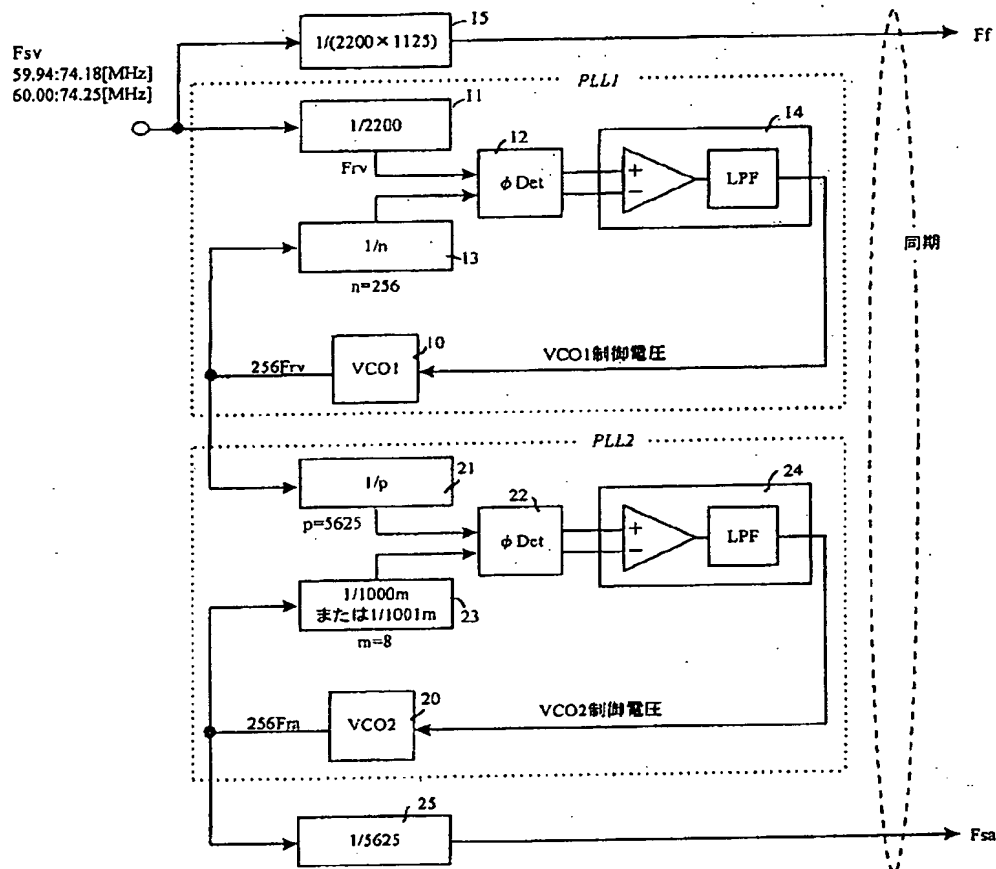 15
1/(2200×1125)
Ff
Fsv
59.94:74.18[MHz]
60.00:74.25[MHz]
PLL1
11
1/2200
Frv
12
φDet
14
+
−
LPF
同期
1/n
13
n=256
10
VCO1
256Frv
VCO1制御電圧
PLL2
21
1/p
p=5625
22
φDet
24
+
−
LPF
1/1000m
または1/1001m
23
m=8
20
VCO2
256Fra
VCO2制御電圧
25
1/5625
Fsa